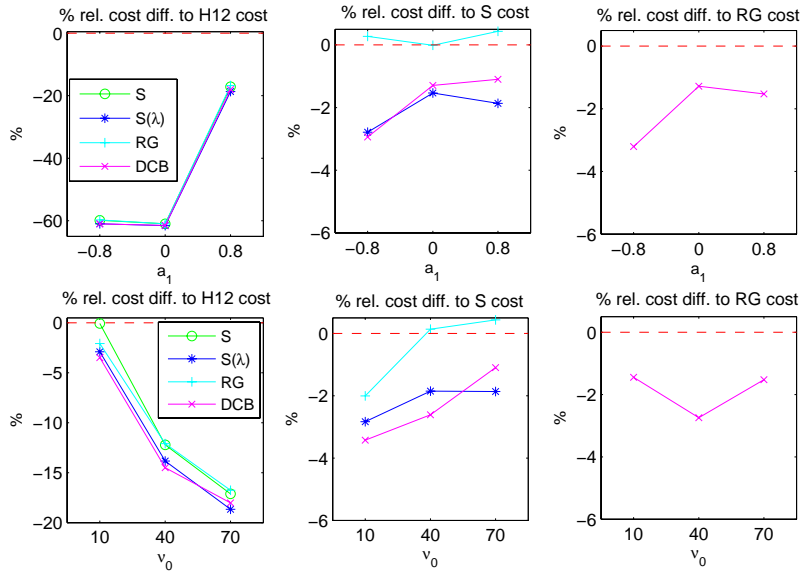 % rel. cost diff. to H12 cost
0
−20
−40
−60
%
S
S(λ)
RG
DCB
−0.8
0
0.8
a1
% rel. cost diff. to S cost
0
−2
−4
−6
%
−0.8
0
0.8
a1
% rel. cost diff. to RG cost
0
−2
−4
−6
%
−0.8
0
0.8
a1
% rel. cost diff. to H12 cost
0
−5
−10
−15
−20
%
S
S(λ)
RG
DCB
10
40
70
ν0
% rel. cost diff. to S cost
0
−2
−4
−6
%
10
40
70
ν0
% rel. cost diff. to RG cost
0
−2
−4
−6
%
10
40
70
ν0